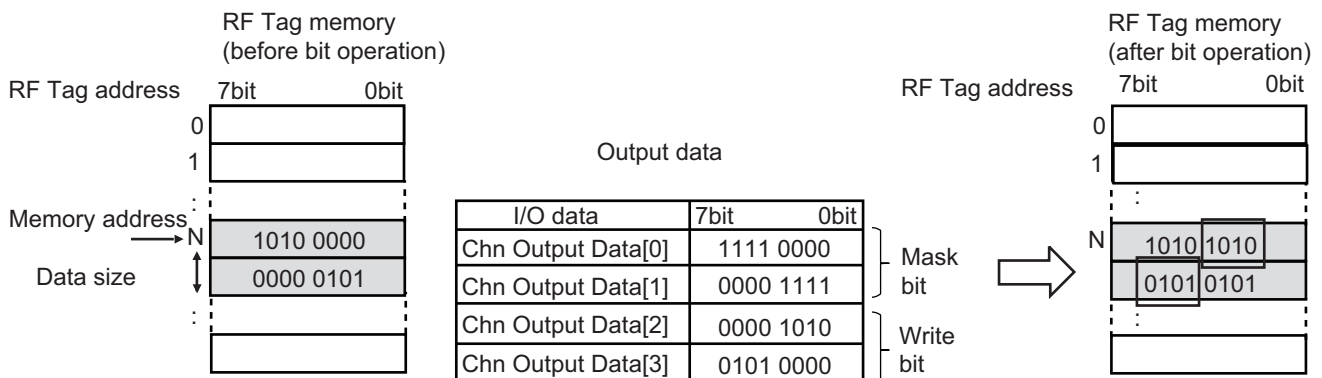 RF Tag memory
(before bit operation)
RF Tag address
7bit 0bit
0
1
:
Memory address
N
1010 0000
Data size
0000 0101
:
Output data
I/O data 7bit 0bit
Chn Output Data[0] 1111 0000
Chn Output Data[1] 0000 1111
Chn Output Data[2] 0000 1010
Chn Output Data[3] 0101 0000
Mask
bit
Write
bit
RF Tag memory
(after bit operation)
RF Tag address
7bit 0bit
0
1
:
N
1010 1010
0101 0101
: